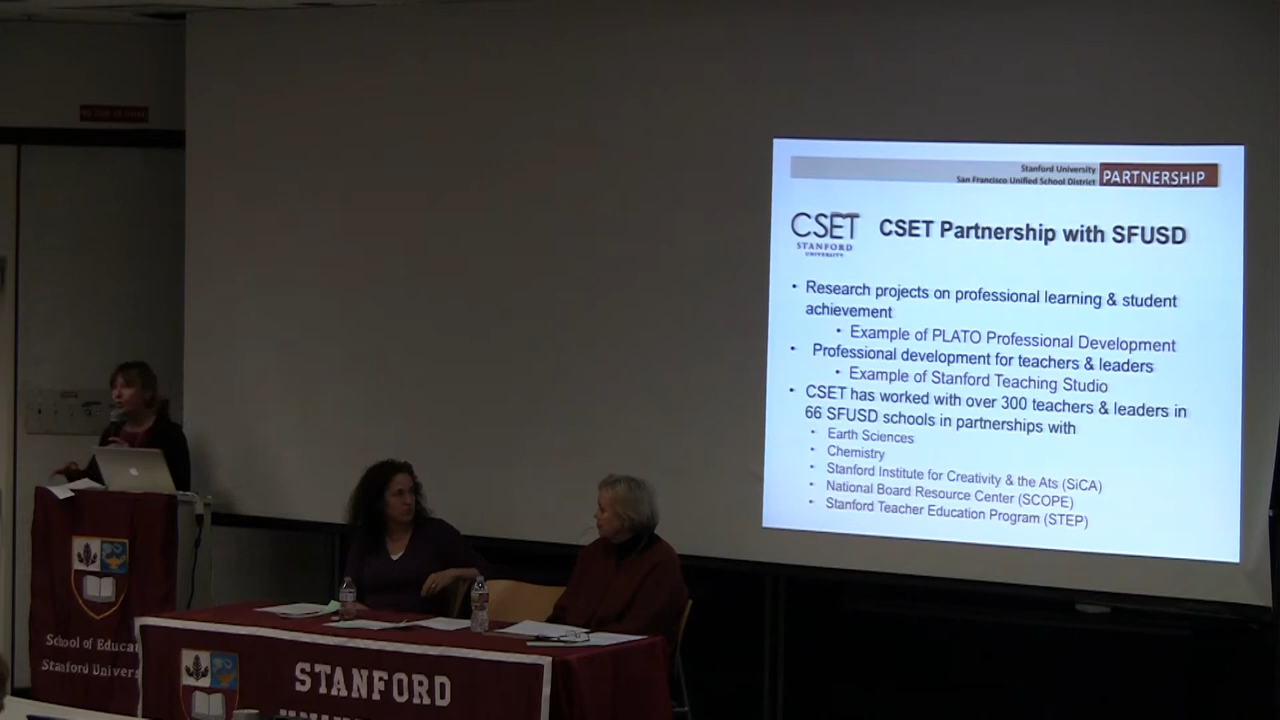 Stanford University
San Francisco Unified School District
PARTNERSHIP
CSET
STANFORD
UNIVERSITY
CSET Partnership with SFUSD
• Research projects on professional learning & student
achievement
• Example of PLATO Professional Development
• Professional development for teachers & leaders
• Example of Stanford Teaching Studio
• CSET has worked with over 300 teachers & leaders in
66 SFUSD schools in partnerships with
• Earth Sciences
• Chemistry
• Stanford Institute for Creativity & the Ats (SiCA)
• National Board Resource Center (SCOPE)
• Stanford Teacher Education Program (STEP)
School of Educat
Stanford Univers
STANFORD